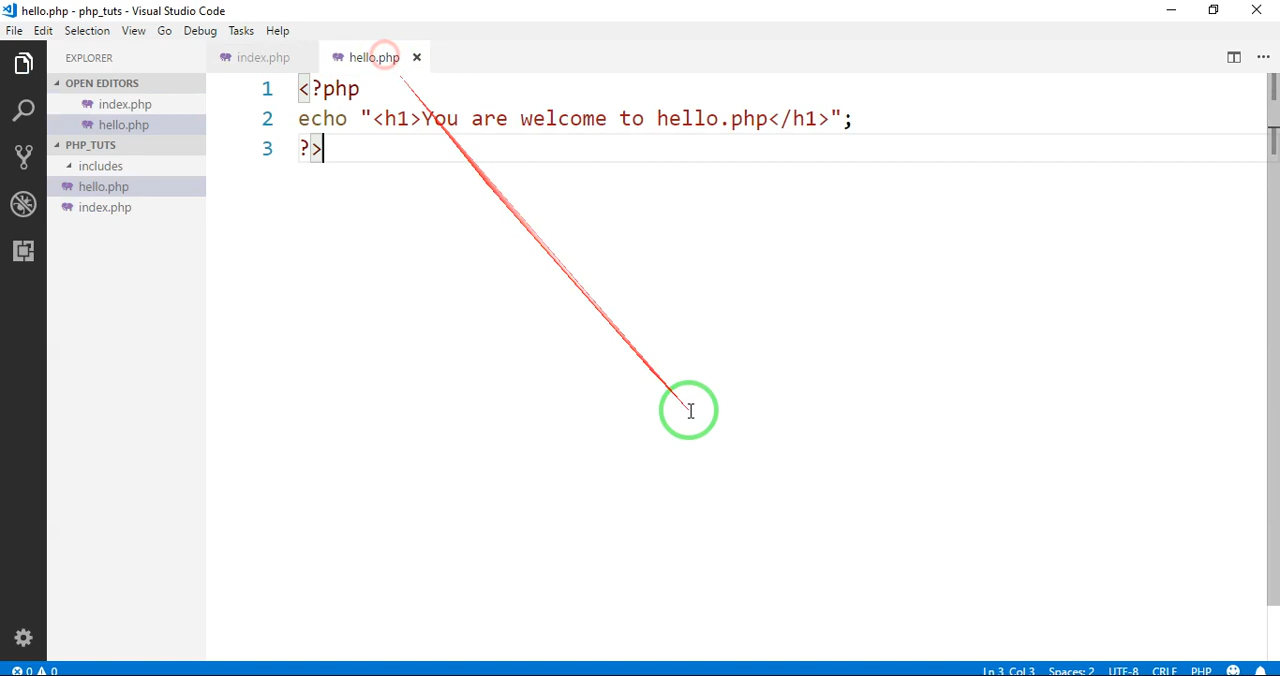 hello.php - php_tuts - Visual Studio Code
File Edit Selection View Go Debug Tasks Help
EXPLORER
OPEN EDITORS
index.php
hello.php
PHP_TUTS
includes
hello.php
index.php
index.php hello.php
1 <?php
2 echo "<h1>You are welcome to hello.php</h1>";
3 ?>
0 0 Ln 3, Col 3 Spaces: 2 UTF-8 CRLF PHP